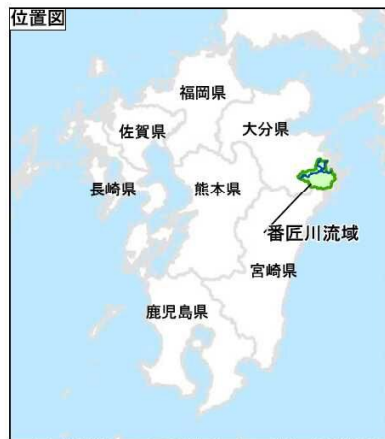 位置図
福岡県
佐賀県
大分県
長崎県
熊本県
番匠川流域
宮崎県
鹿児島県